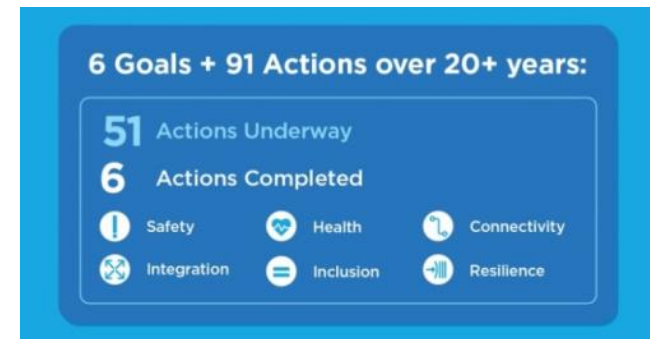 6 Goals + 91 Actions over 20+ years:
51 Actions Underway
6 Actions Completed
Safety Health Connectivity
Integration Inclusion Resilience